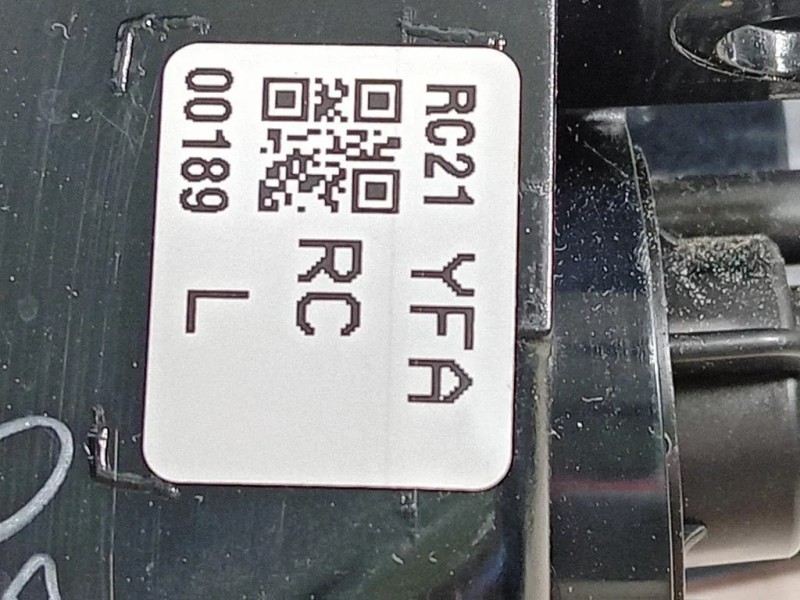 RC21 YFA
RC
00189 L